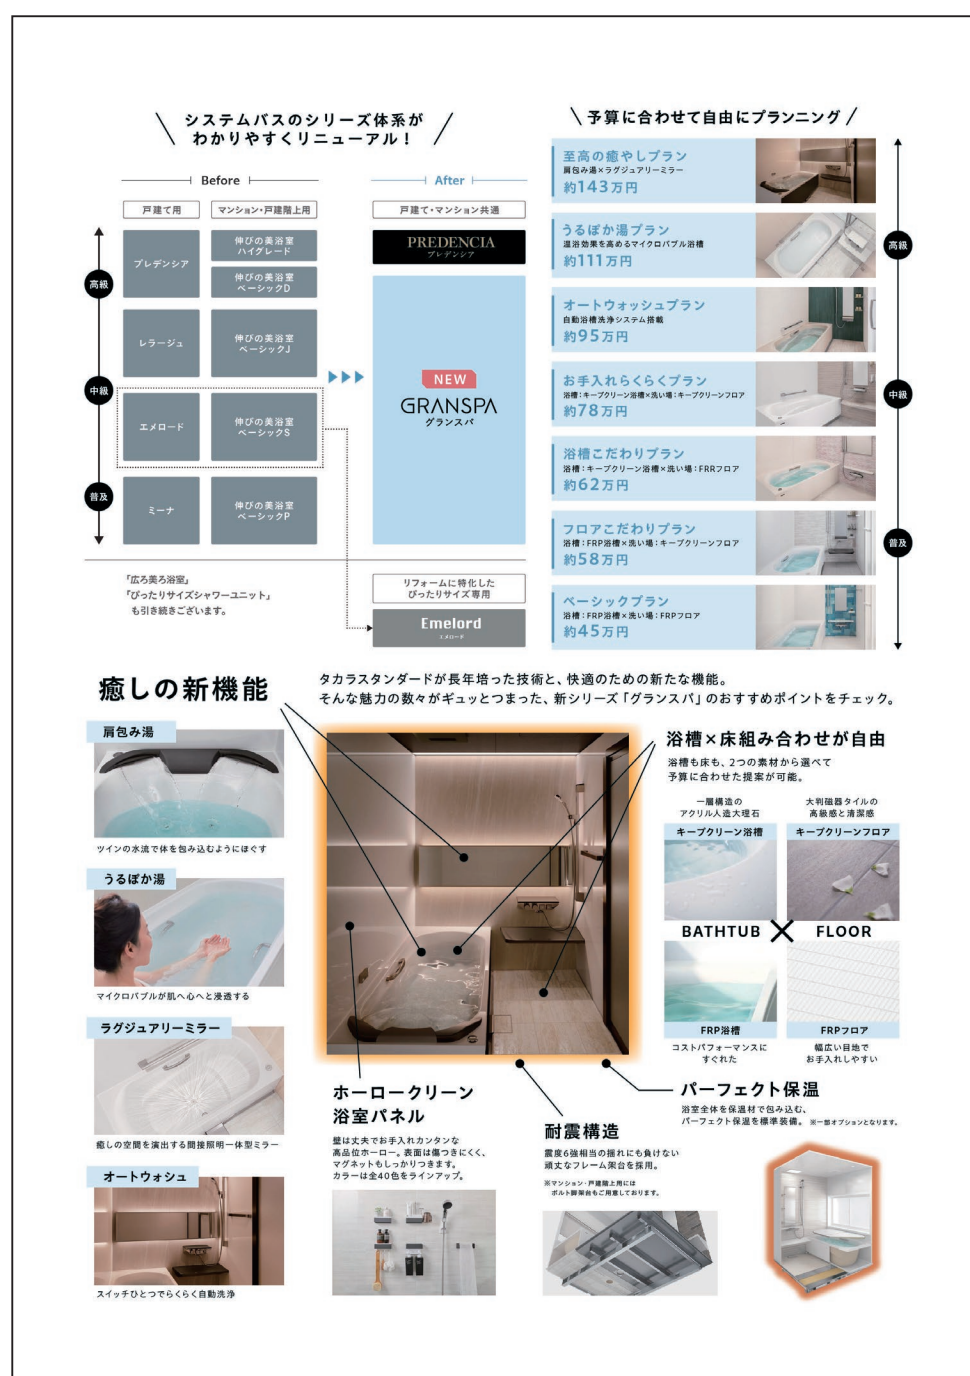 システムバスのシリーズ体系が
わかりやすくリニューアル！
Before
After
戸建て用
マンション・戸建階上用
戸建て・マンション共通
高級
中級
普及
プレデンシア
伸びの美浴室
ハイグレード
伸びの美浴室
ベーシックD
レラージュ
伸びの美浴室
ベーシックJ
エメロード
伸びの美浴室
ベーシックS
ミーナ
伸びの美浴室
ベーシックP
PREDENCIA
プレデンシア
NEW
GRANSPA
グランスパ
「広ろ美ろ浴室」
「ぴったりサイズシャワーユニット」
も引き続きございます。
リフォームに特化した
ぴったりサイズ専用
Emelord
エメロード
予算に合わせて自由にプランニング
至高の癒やしプラン
肩包み湯×ラグジュアリーミラー
約143万円
うるぽか湯プラン
温浴効果を高めるマイクロバブル浴槽
約111万円
オートウォッシュプラン
自動浴槽洗浄システム搭載
約95万円
お手入れらくらくプラン
浴槽：キープクリーン浴槽×洗い場：キープクリーンフロア
約78万円
浴槽こだわりプラン
浴槽：キープクリーン浴槽×洗い場：FRRフロア
約62万円
フロアこだわりプラン
浴槽：FRP浴槽×洗い場：キープクリーンフロア
約58万円
ベーシックプラン
浴槽：FRP浴槽×洗い場：FRPフロア
約45万円
高級
中級
普及
癒しの新機能
タカラスタンダードが長年培った技術と、快適のための新たな機能。
そんな魅力の数々がギュッとつまった、新シリーズ「グランスパ」のおすすめポイントをチェック。
肩包み湯
ツインの水流で体を包み込むようにほぐす
うるぽか湯
マイクロバブルが肌へ心へと浸透する
ラグジュアリーミラー
癒しの空間を演出する間接照明一体型ミラー
オートウォシュ
スイッチひとつでらくらく自動洗浄
浴槽×床組み合わせが自由
浴槽も床も、2つの素材から選べて
予算に合わせた提案が可能。
一層構造の
アクリル人造大理石
キープクリーン浴槽
大判磁器タイルの
高級感と清潔感
キープクリーンフロア
BATHTUB × FLOOR
FRP浴槽
コストパフォーマンスに
すぐれた
FRPフロア
幅広い目地で
お手入れしやすい
ホーロークリーン
浴室パネル
壁は丈夫でお手入れカンタンな
高品位ホーロー。表面は傷つきにくく、
マグネットもしっかりつきます。
カラーは全40色をラインアップ。
耐震構造
震度6強相当の揺れにも負けない
頑丈なフレーム架台を採用。
※マンション・戸建階上用には
ボルト脚架台もご用意しております。
パーフェクト保温
浴室全体を保温材で包み込む、
パーフェクト保温を標準装備。 ※一部オプションとなります。